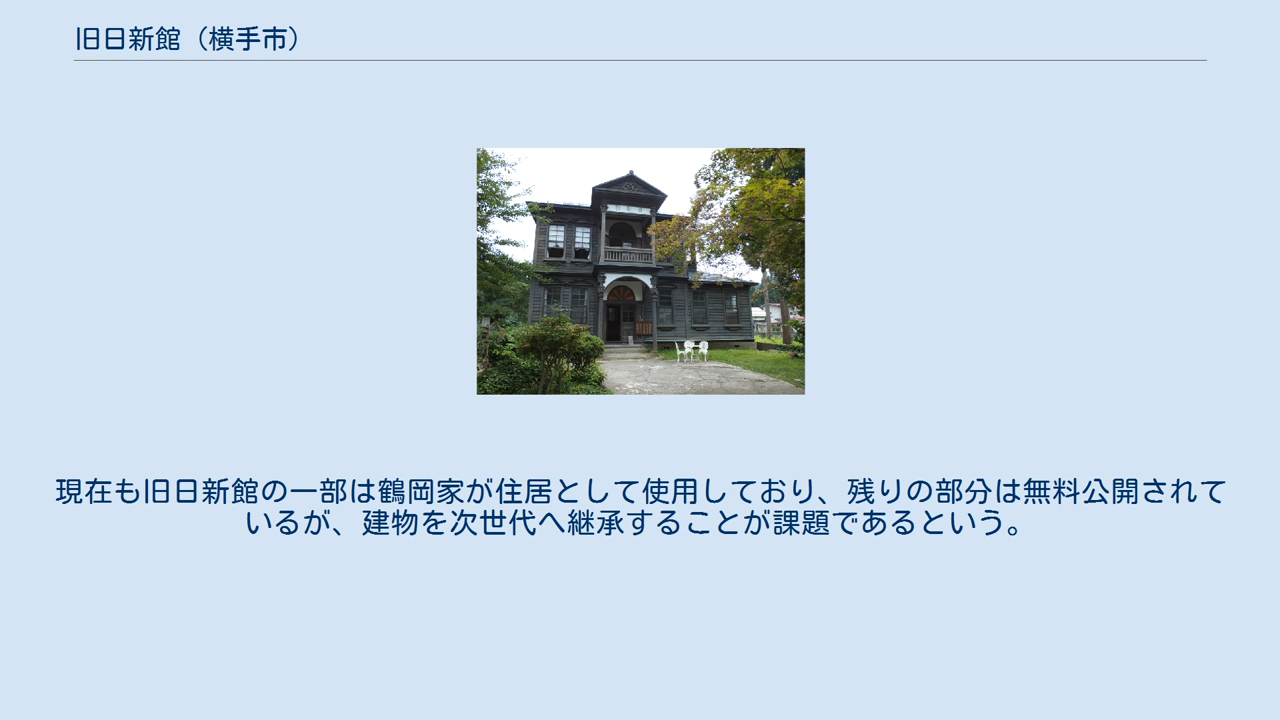 旧日新館（横手市）
現在も旧日新館の一部は鶴岡家が住居として使用しており、残りの部分は無料公開されて
いるが、建物を次世代へ継承することが課題であるという。